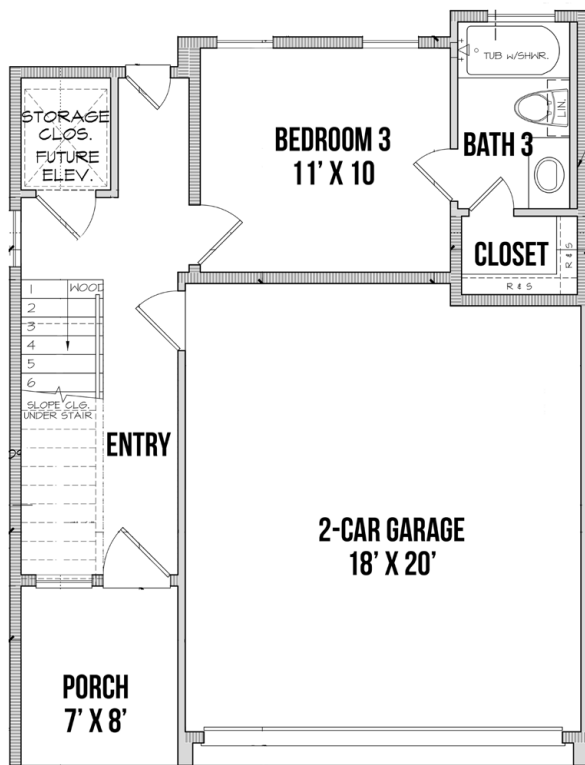 TUB W/SHWR.
STORAGE
CLOS.
FUTURE
ELEV.
BEDROOM 3
11' X 10
BATH 3
LIN.
CLOSET
R & S
R & S
1
WOOD
2
3
4
5
6
SLOPE CLG.
UNDER STAIR
ENTRY
2-CAR GARAGE
18' X 20'
PORCH
7' X 8'